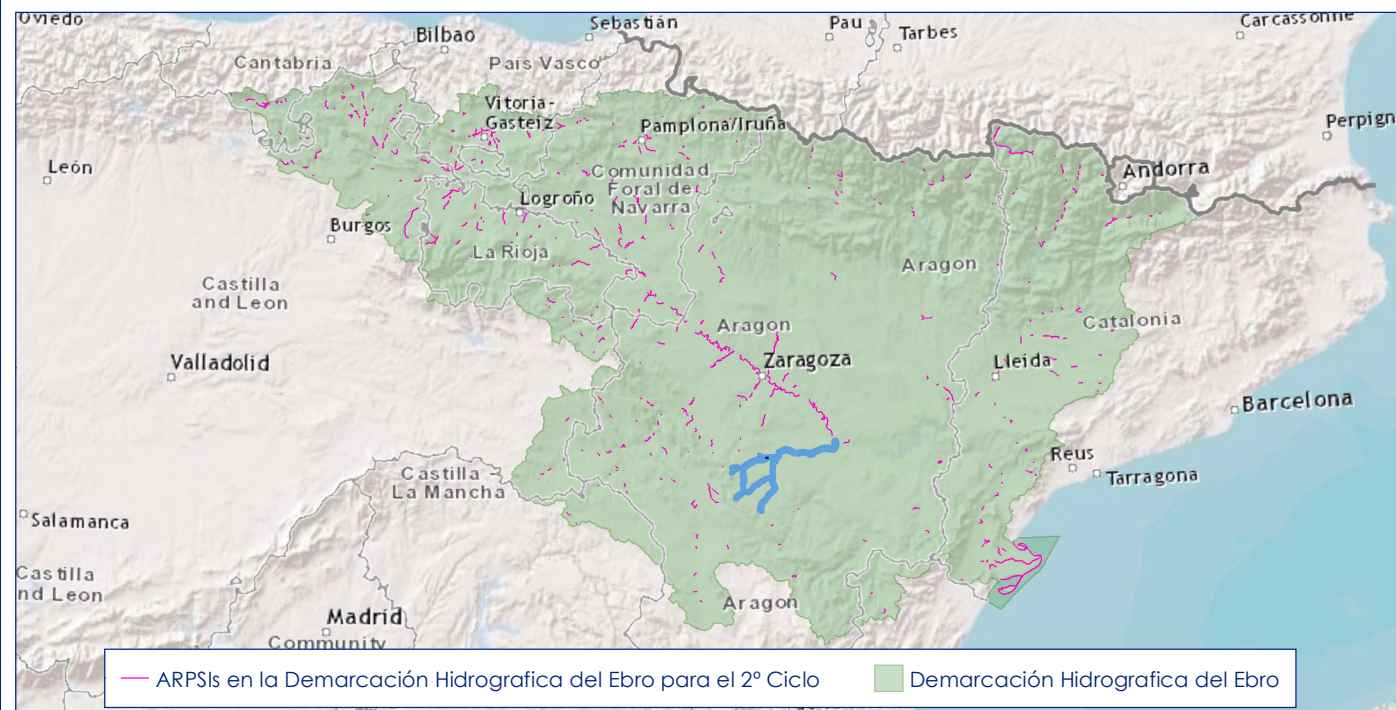 Oviedo
Sebastián
Pau
Carcassonne
Bilbao
Tarbes
Cantabria
Pais Vasco
Vitoria-
Gasteiz
Pamplona/Iruña
Perpign
León
Comunidad
Foral de
Navarra
Andorra
Logroño
Burgos
La Rioja
Aragon
Castilla
and Leon
Aragon
Catalonia
Valladolid
Zaragoza
Lleida
Barcelona
Reus
Castilla -
La Mancha
Tarragona
Salamanca
Castilla
nd Leon
Aragon
Madrid
Community
ARPSIs en la Demarcación Hidrografica del Ebro para el 2º Ciclo
Demarcación Hidrografica del Ebro